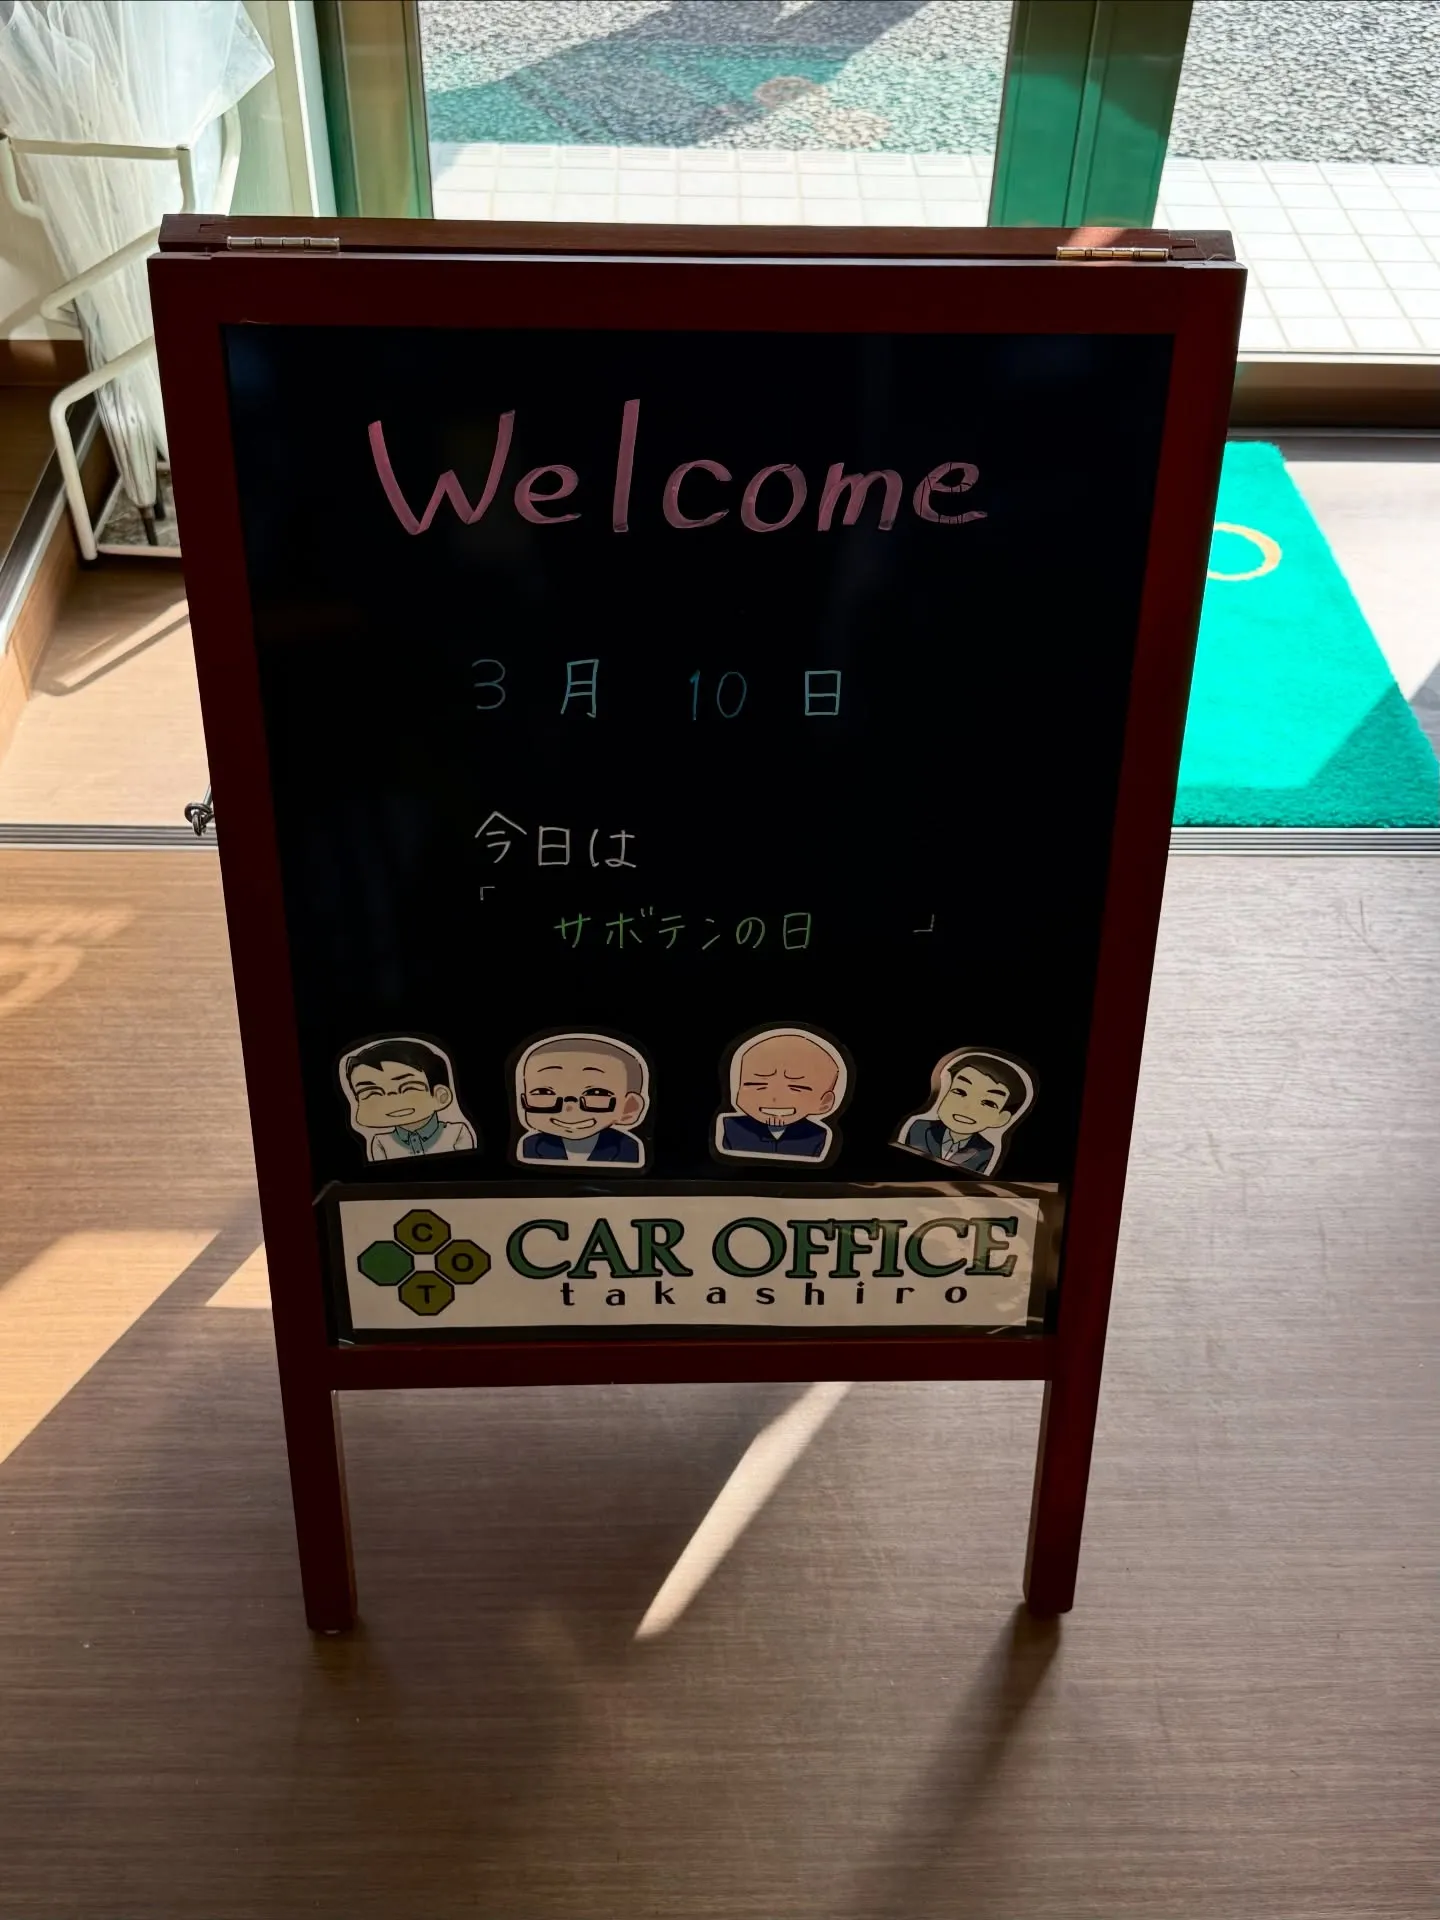 Welcome
3月 10日
今日は
「サボテンの日」
C
O
T
CAR OFFICE
takashiro